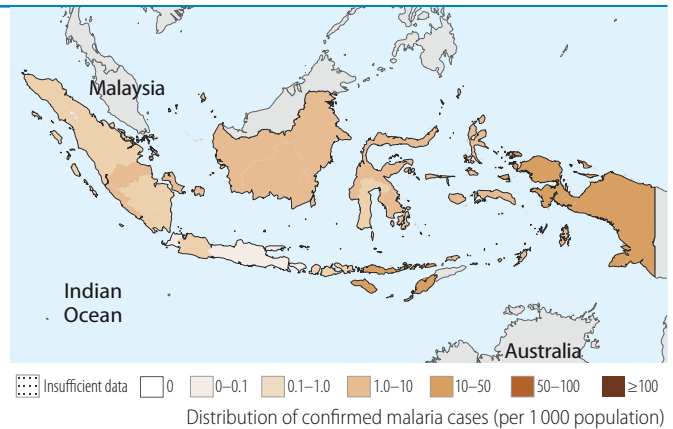 Malaysia
Indian
Ocean
Australia
Insufficient data 0 0–0.1 0.1–1.0 1.0–10 10–50 50–100 ≥100
Distribution of confirmed malaria cases (per 1 000 population)